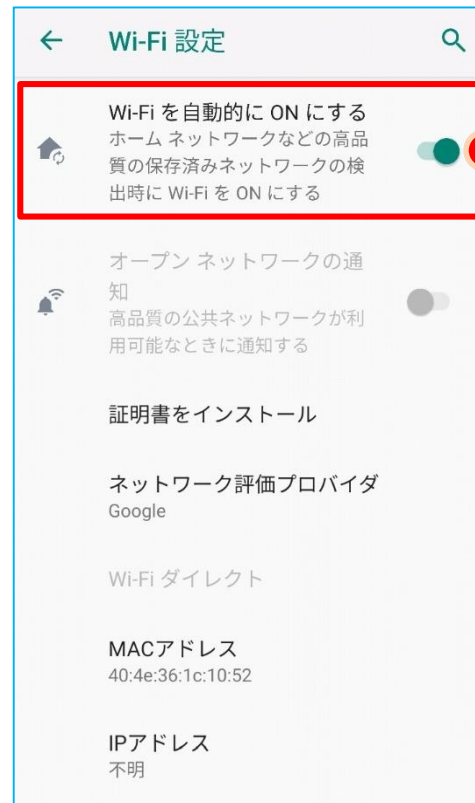 Wi-Fi 設定
Wi-Fi を自動的に ON にする
ホーム ネットワークなどの高品
質の保存済みネットワークの検
出時に Wi-Fi を ON にする
オープン ネットワークの通
知
高品質の公共ネットワークが利
用可能なときに通知する
証明書をインストール
ネットワーク評価プロバイダ
Google
Wi-Fi ダイレクト
MACアドレス
40:4e:36:1c:10:52
IPアドレス
不明